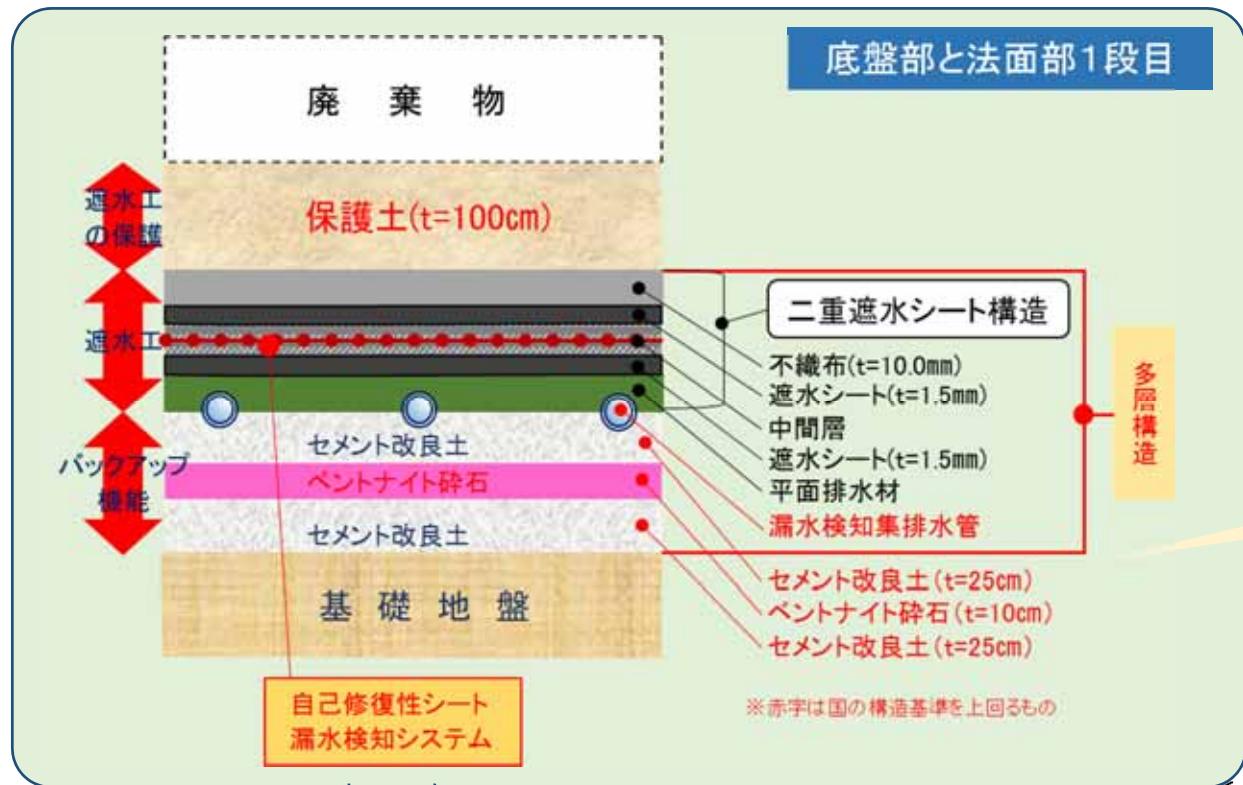 底盤部と法面部1段目
廃棄物
遮水工
の保護
保護土(t=100cm)
遮水工
二重遮水シート構造
不織布(t=10.0mm)
遮水シート(t=1.5mm)
中間層
遮水シート(t=1.5mm)
平面排水材
漏水検知集排水管
多層構造
バックアップ
機能
セメント改良土
ベントナイト砕石
セメント改良土
基礎地盤
セメント改良土(t=25cm)
ベントナイト砕石(t=10cm)
セメント改良土(t=25cm)
自己修復性シート
漏水検知システム
※赤字は国の構造基準を上回るもの